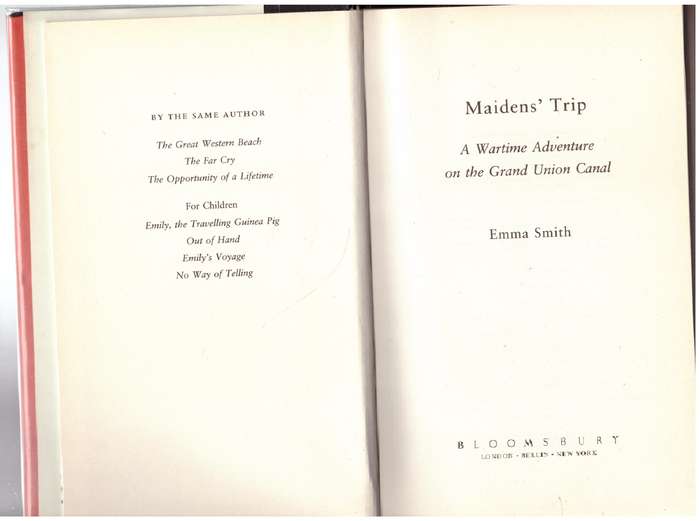 BY THE SAME AUTHOR
The Great Western Beach
The Far Cry
The Opportunity of a Lifetime
For Children
Emily, the Travelling Guinea Pig
Out of Hand
Emily's Voyage
No Way of Telling
Maidens' Trip
A Wartime Adventure
on the Grand Union Canal
Emma Smith
BLOOMSBURY
LONDON • BERLIN • NEW YORK